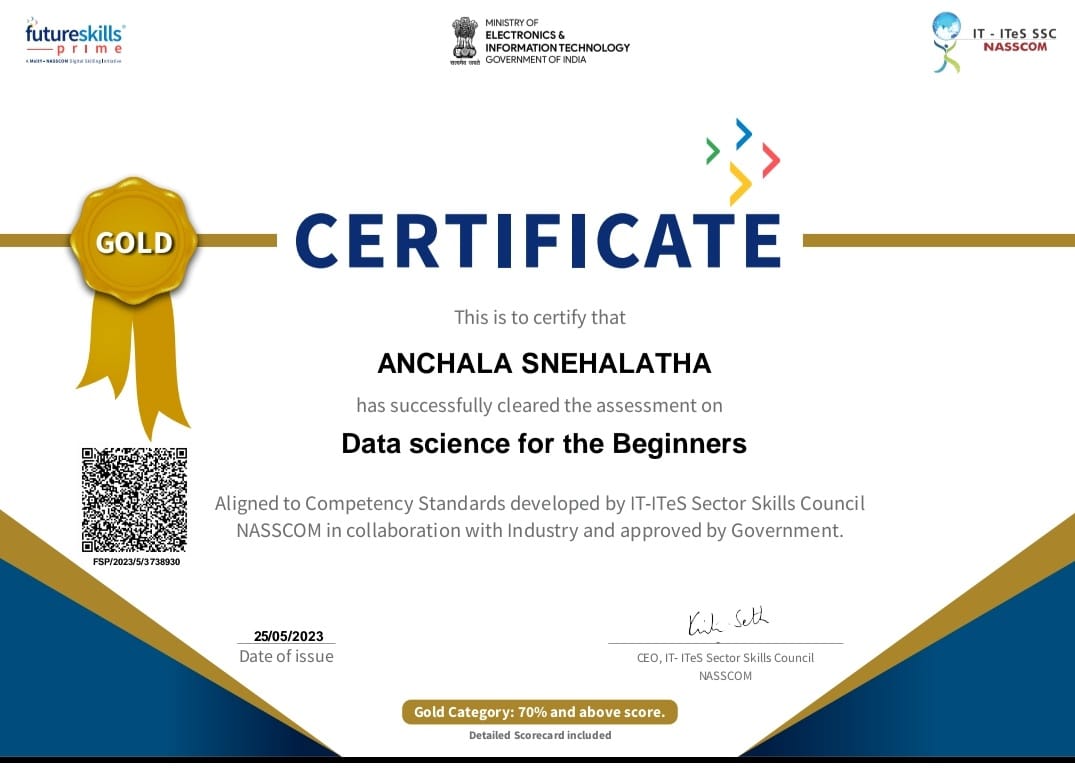 futureskills
prime
A MeitY - NASSCOM Digital Skilling Initiative
सत्यमेव जयते
MINISTRY OF
ELECTRONICS &
INFORMATION TECHNOLOGY
GOVERNMENT OF INDIA
IT - ITeS SSC
NASSCOM
GOLD
CERTIFICATE
This is to certify that
ANCHALA SNEHALATHA
has successfully cleared the assessment on
Data science for the Beginners
Aligned to Competency Standards developed by IT-ITeS Sector Skills Council
NASSCOM in collaboration with Industry and approved by Government.
FSP/2023/5/3738930
25/05/2023
Date of issue
Kirti Seth
CEO, IT- ITeS Sector Skills Council
NASSCOM
Gold Category: 70% and above score.
Detailed Scorecard included